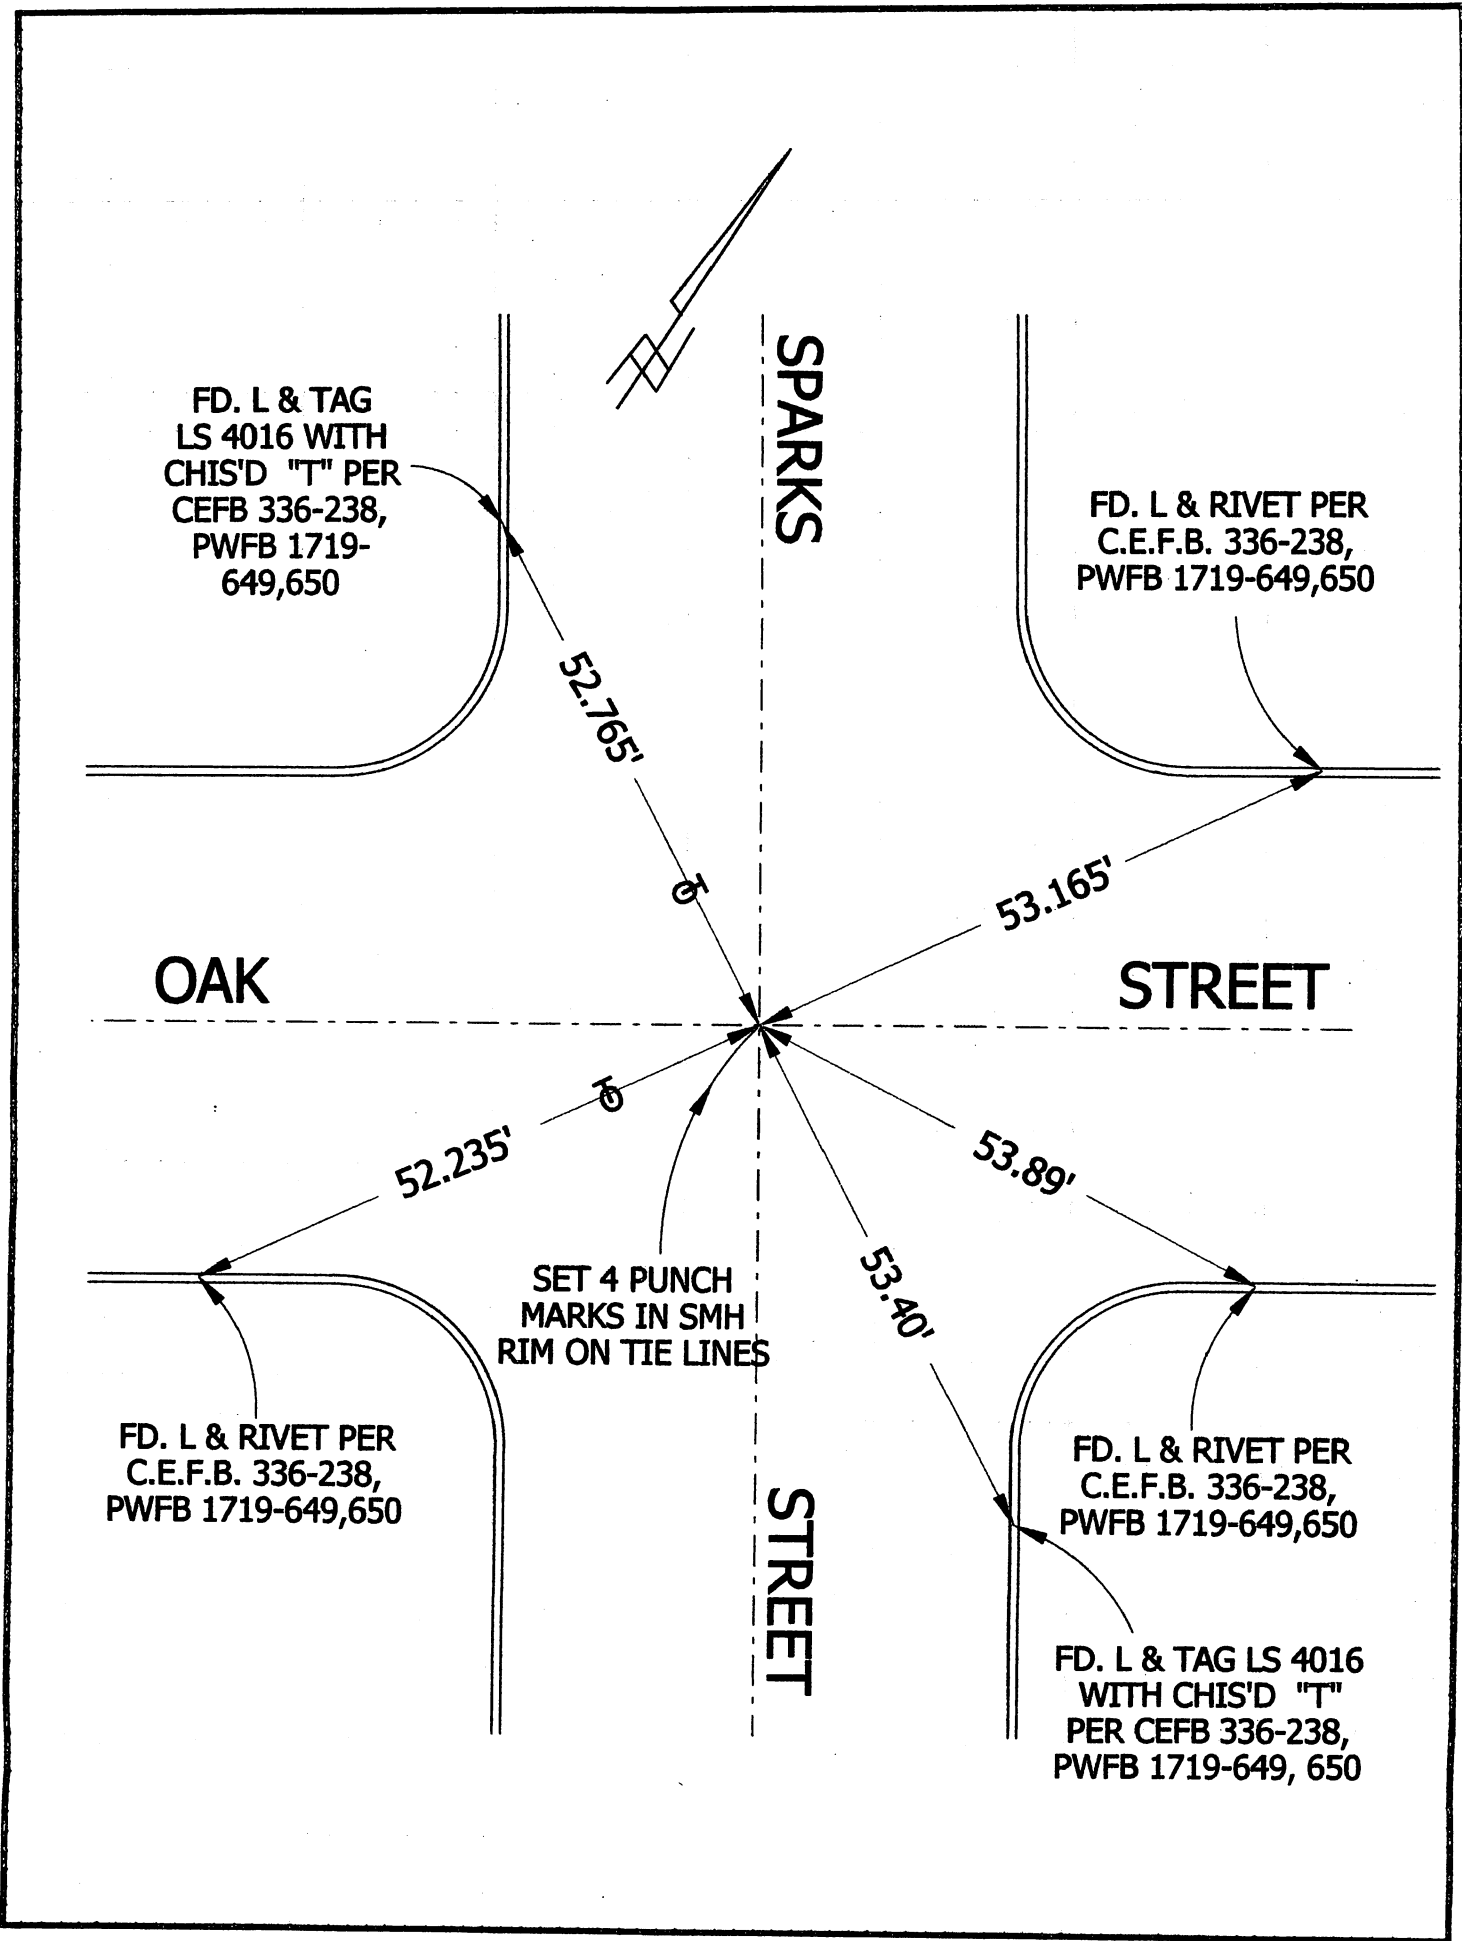 SPARKS
FD. L & TAG
LS 4016 WITH
CHIS'D "T" PER
CEFB 336-238,
PWFB 1719-
649,650
FD. L & RIVET PER
C.E.F.B. 336-238,
PWFB 1719-649,650
52.765'
53.165'
OAK
STREET
52.235'
53.89'
53.40'
SET 4 PUNCH
MARKS IN SMH
RIM ON TIE LINES
FD. L & RIVET PER
C.E.F.B. 336-238,
PWFB 1719-649,650
FD. L & RIVET PER
C.E.F.B. 336-238,
PWFB 1719-649,650
STREET
FD. L & TAG LS 4016
WITH CHIS'D "T"
PER CEFB 336-238,
PWFB 1719-649, 650